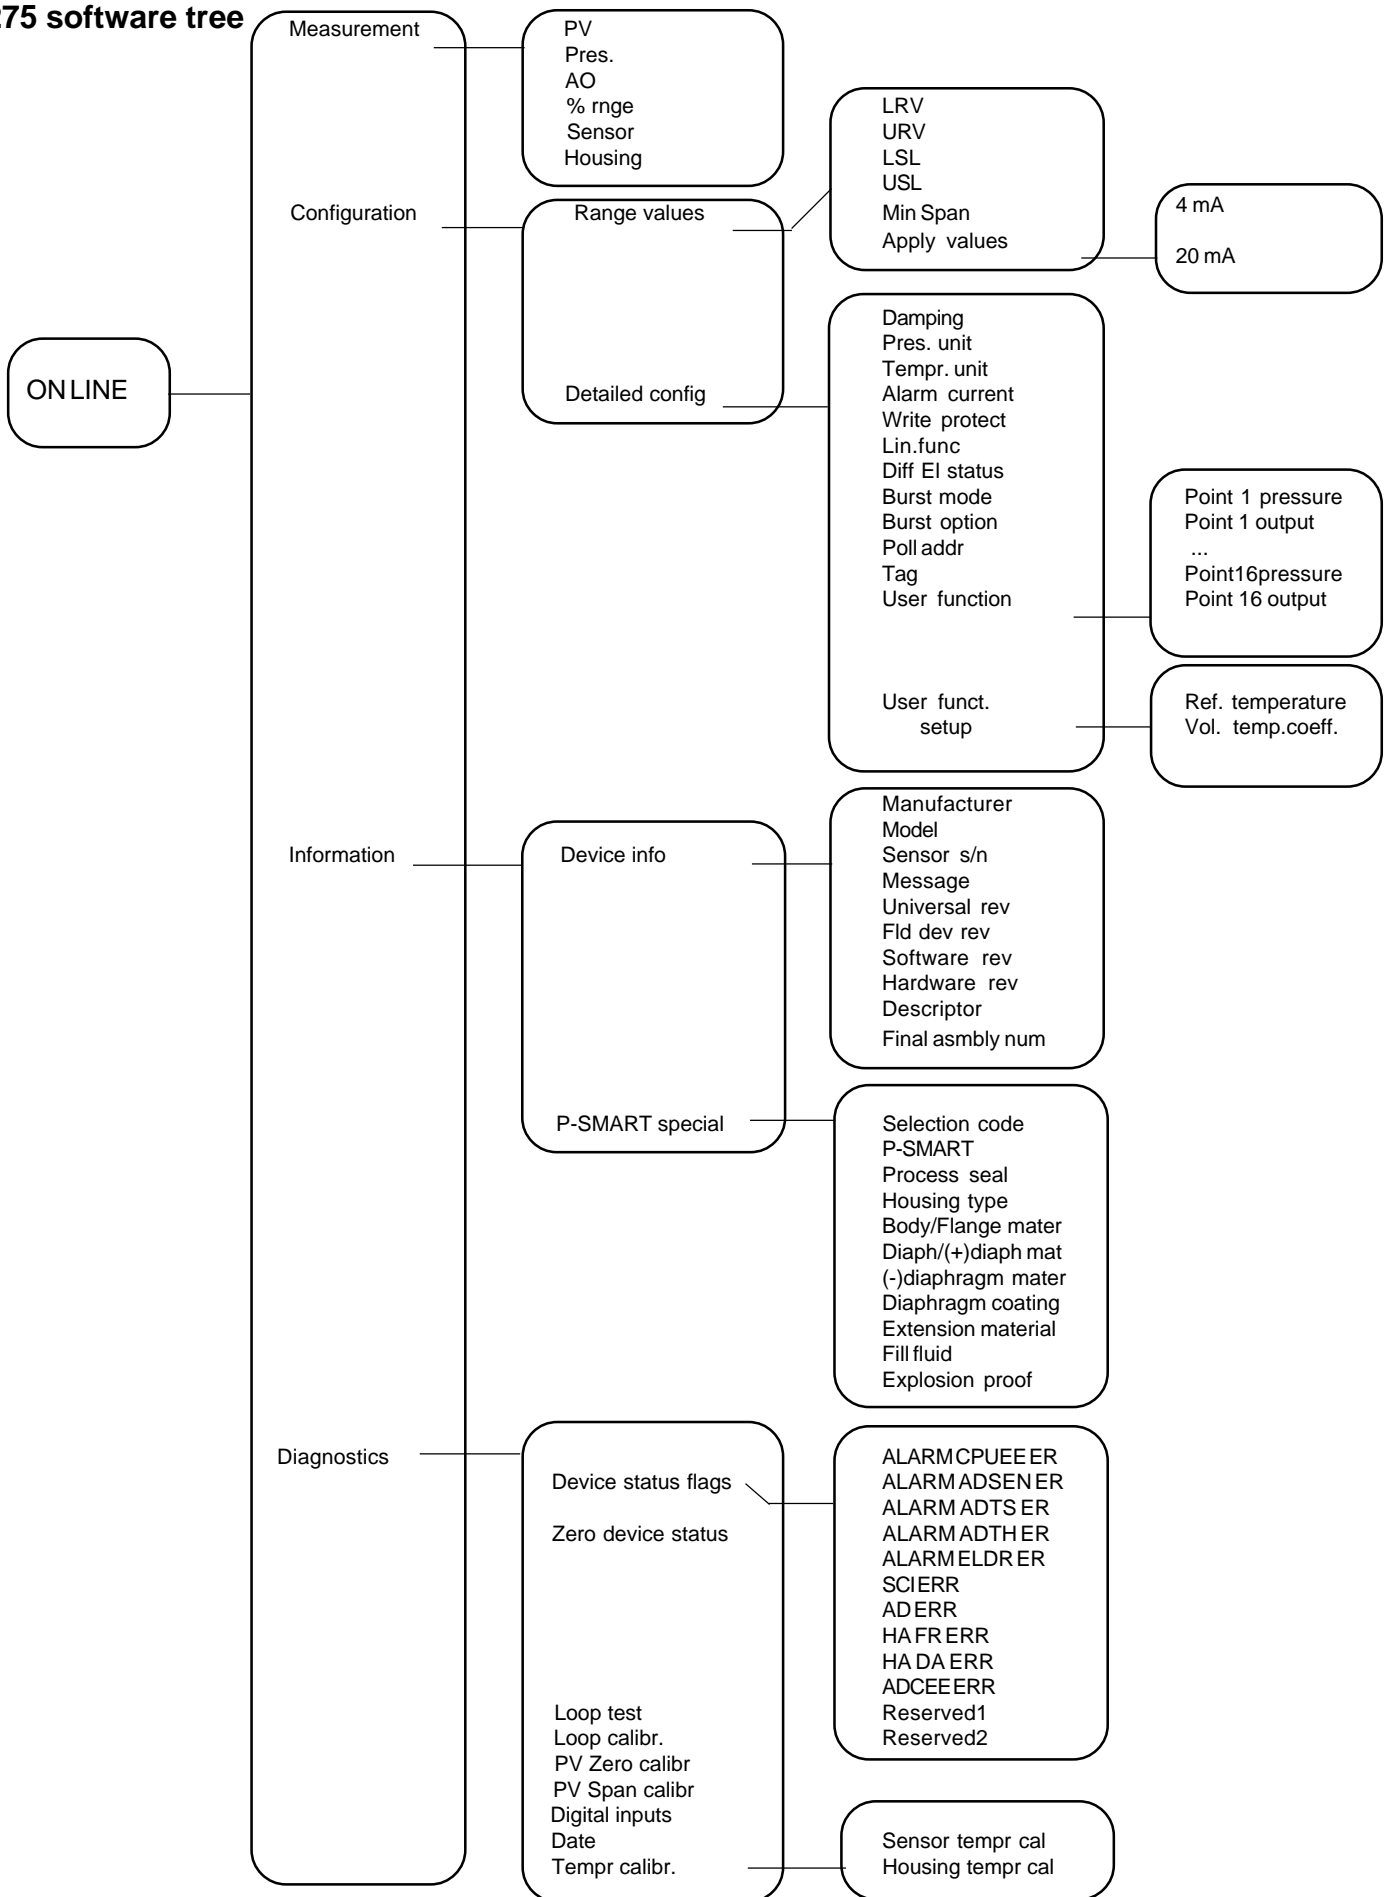 275 software tree
ON LINE
Measurement
Configuration
Information
Diagnostics
PV
Pres.
AO
% rnge
Sensor
Housing
Range values
Detailed config
LRV
URV
LSL
USL
Min Span
Apply values
4 mA
20 mA
Damping
Pres. unit
Tempr. unit
Alarm current
Write protect
Lin.func
Diff El status
Burst mode
Burst option
Poll addr
Tag
User function
User funct.
setup
Point 1 pressure
Point 1 output
...
Point16pressure
Point 16 output
Ref. temperature
Vol. temp.coeff.
Device info
P-SMART special
Manufacturer
Model
Sensor s/n
Message
Universal rev
Fld dev rev
Software rev
Hardware rev
Descriptor
Final asmbly num
Selection code
P-SMART
Process seal
Housing type
Body/Flange mater
Diaph/(+)diaph mat
(-)diaphragm mater
Diaphragm coating
Extension material
Fill fluid
Explosion proof
Device status flags
Zero device status
Loop test
Loop calibr.
PV Zero calibr
PV Span calibr
Digital inputs
Date
Tempr calibr.
ALARM CPUEE ER
ALARM ADSEN ER
ALARM ADTS ER
ALARM ADTH ER
ALARM ELDR ER
SCI ERR
AD ERR
HA FR ERR
HA DA ERR
ADCEE ERR
Reserved1
Reserved2
Sensor tempr cal
Housing tempr cal